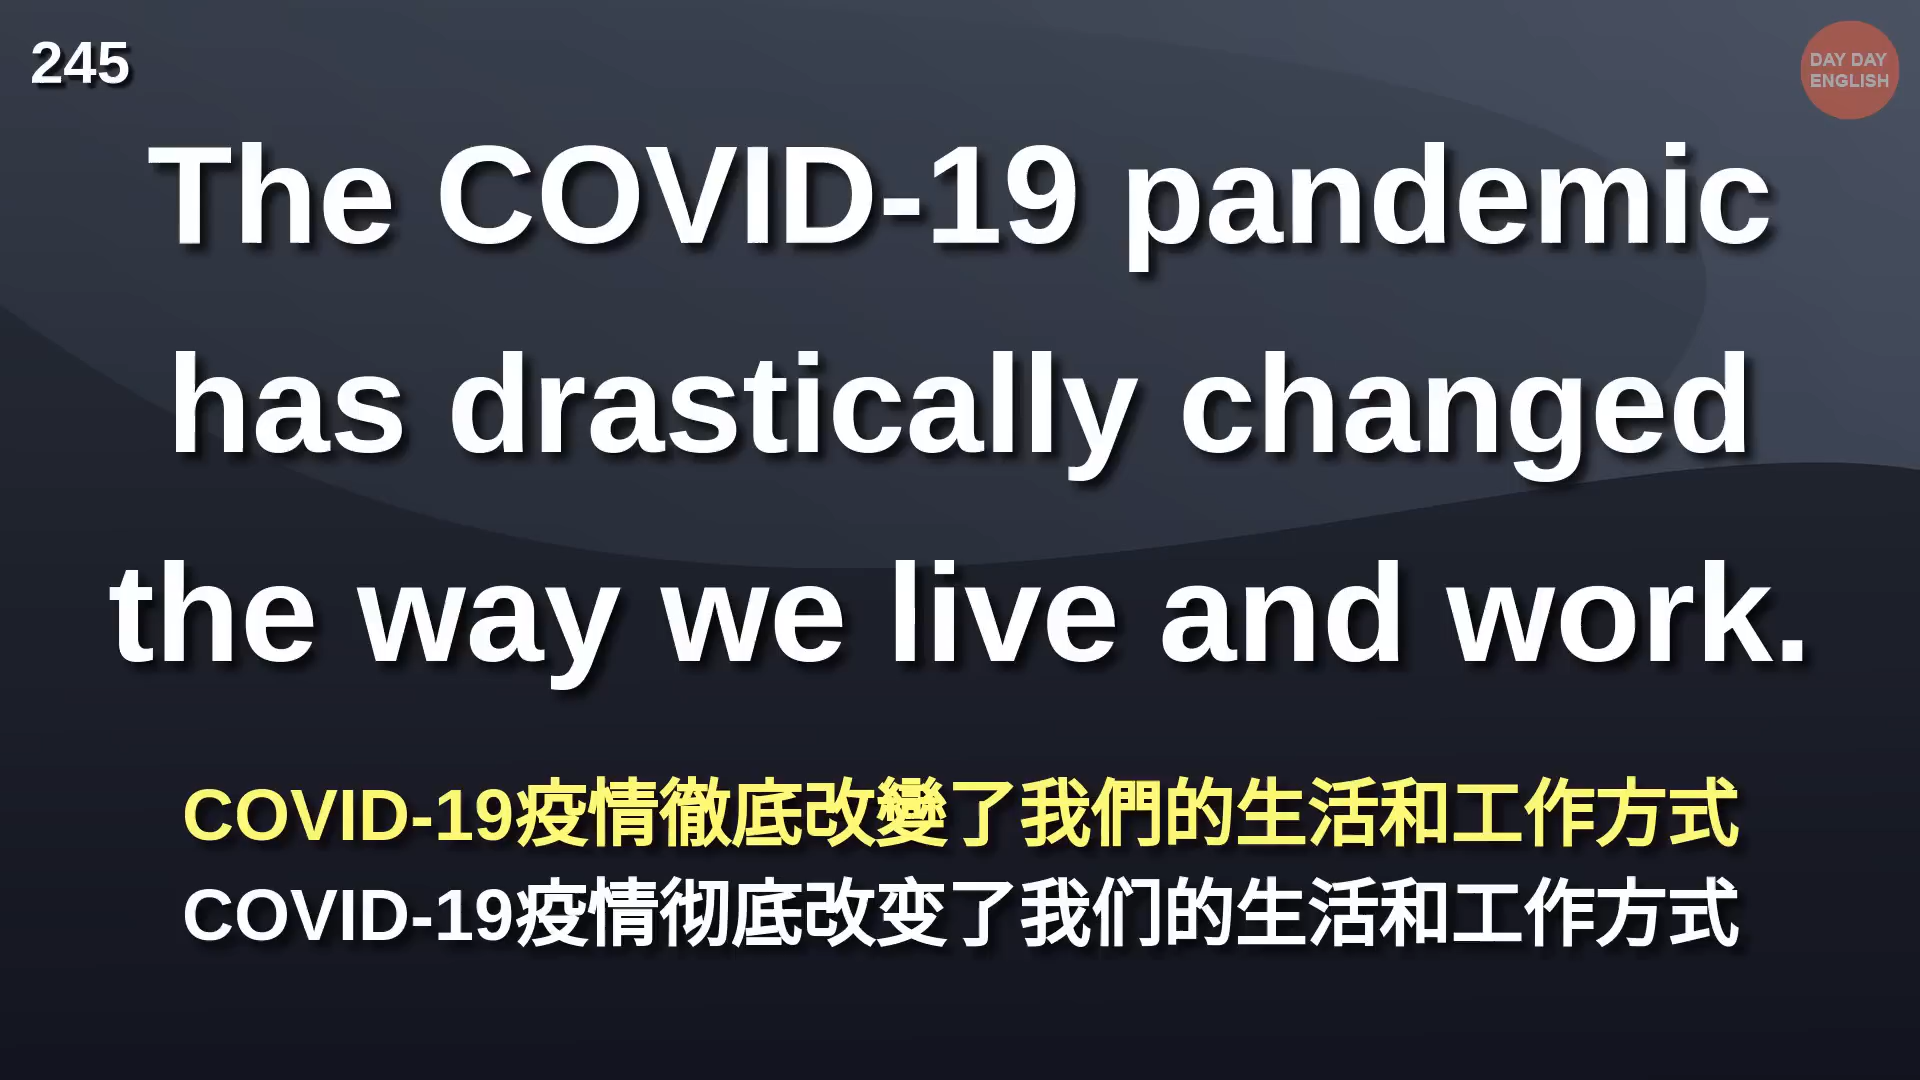 245
DAY DAY
ENGLISH
The COVID-19 pandemic
has drastically changed
the way we live and work.
COVID-19疫情徹底改變了我們的生活和工作方式
COVID-19疫情彻底改变了我们的生活和工作方式